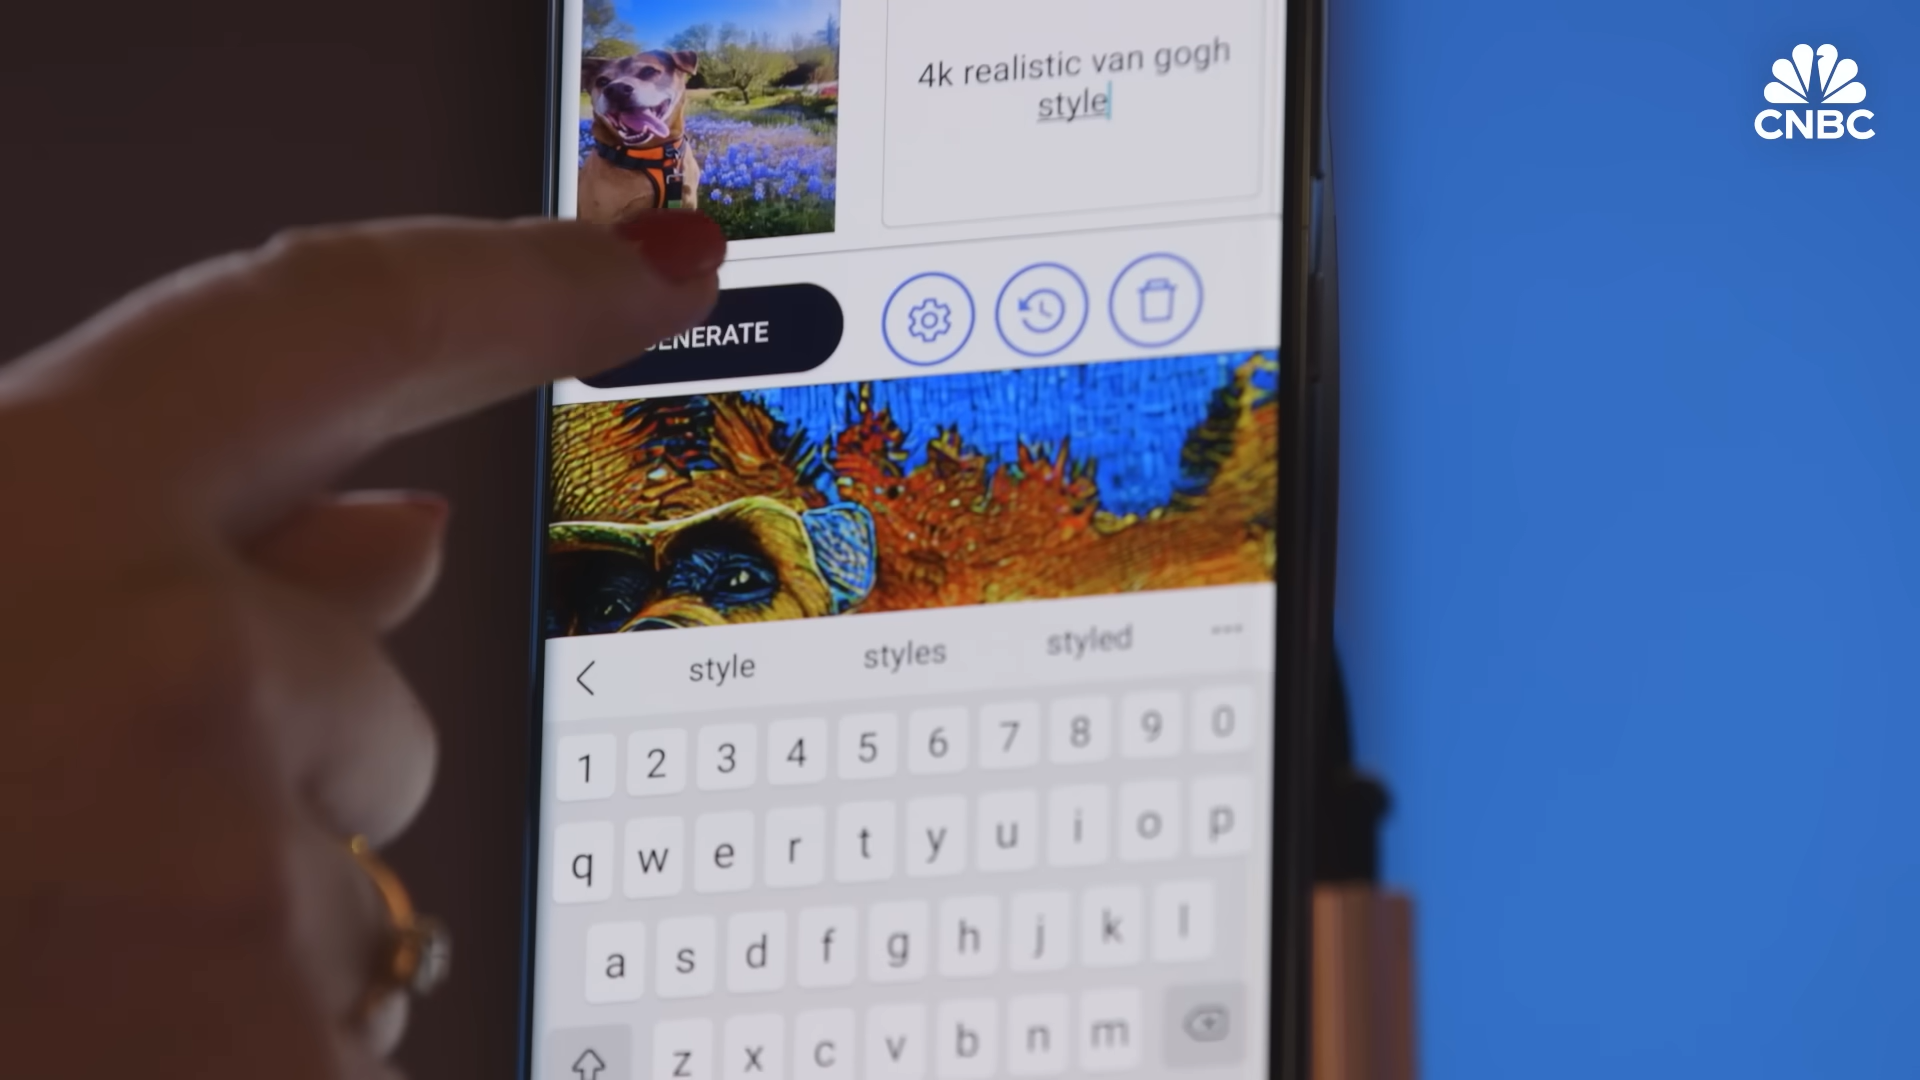 4k realistic van gogh
style
CNBC
GENERATE
style styles styled
1 2 3 4 5 6 7 8 9 0
q w e r t y u i o p
a s d f g h j k l
z x c v b n m